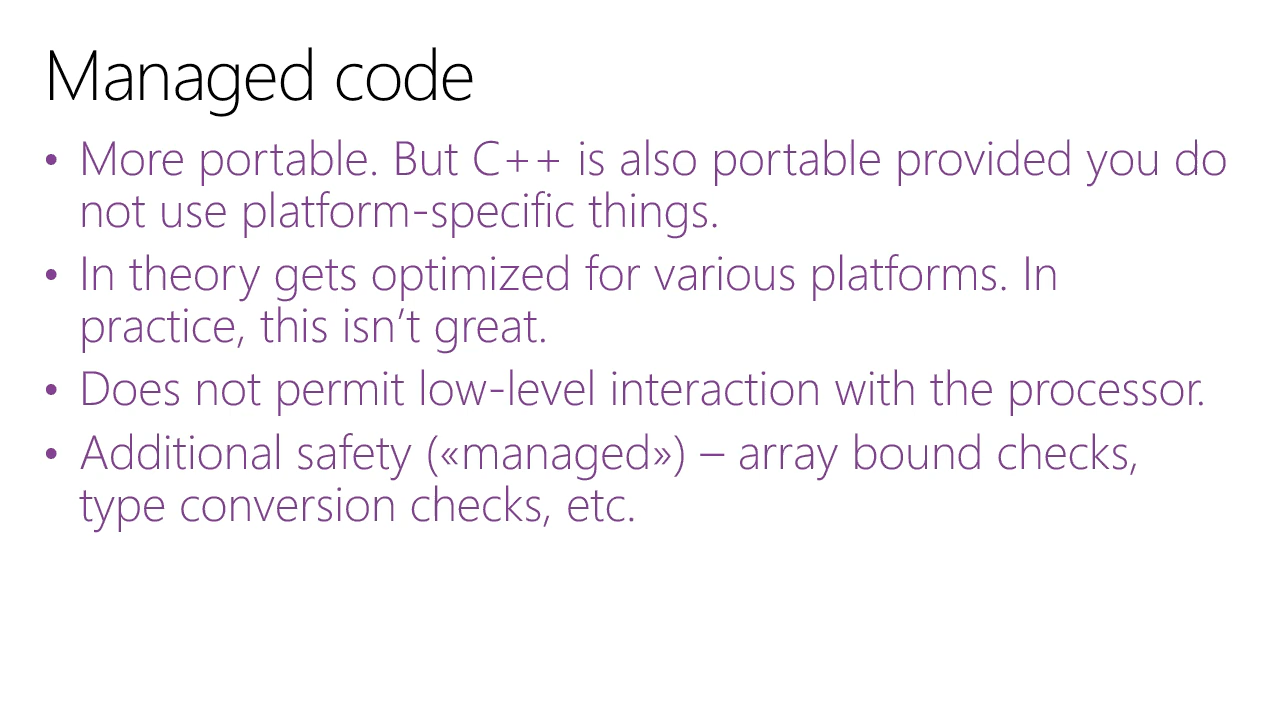 Managed code
• More portable. But C++ is also portable provided you do
not use platform-specific things.
• In theory gets optimized for various platforms. In
practice, this isn’t great.
• Does not permit low-level interaction with the processor.
• Additional safety («managed») – array bound checks,
type conversion checks, etc.